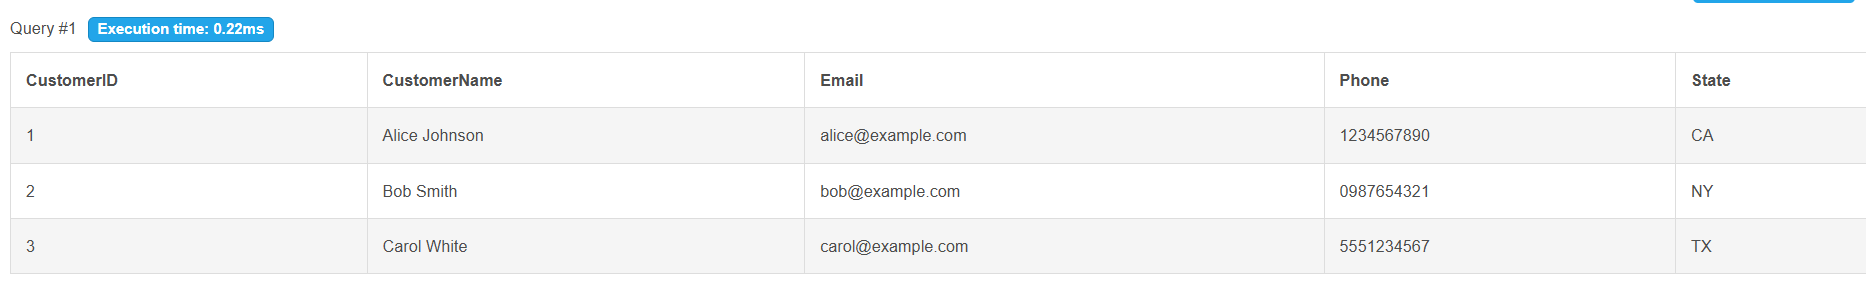 Query #1 Execution time: 0.22ms
CustomerID CustomerName Email Phone State
1 Alice Johnson alice@example.com 1234567890 CA
2 Bob Smith bob@example.com 0987654321 NY
3 Carol White carol@example.com 5551234567 TX